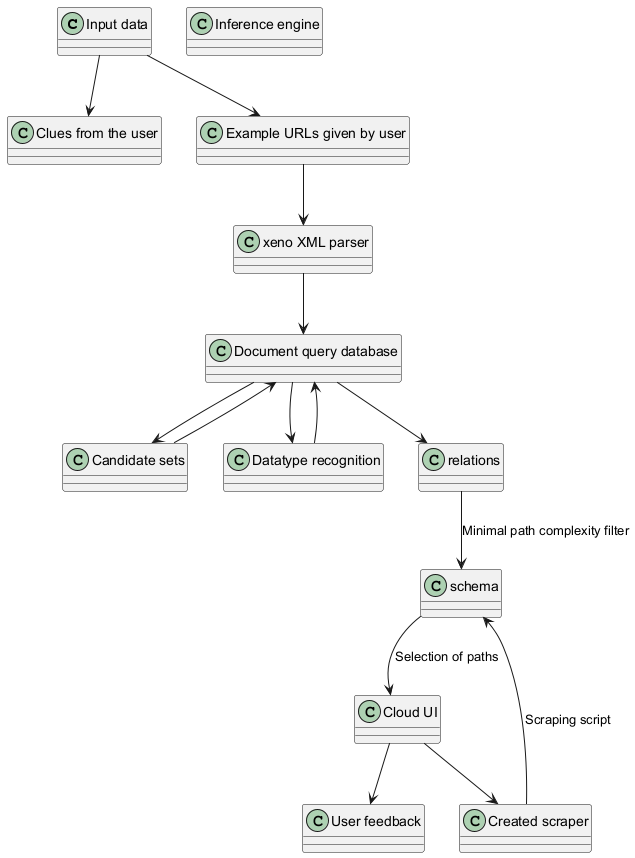 C Input data
C Inference engine
C Clues from the user
C Example URLs given by user
C xeno XML parser
C Document query database
C Candidate sets
C Datatype recognition
C relations
Minimal path complexity filter
C schema
Selection of paths
C Cloud UI
Scraping script
C User feedback
C Created scraper